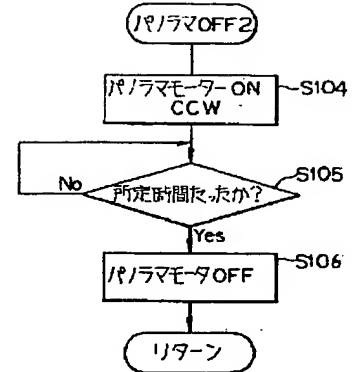 パノラマOFF2
パノラマモーターON
CCW
S104
所定時間たったか?
S105
No
Yes
パノラマモータOFF
S106
リターン